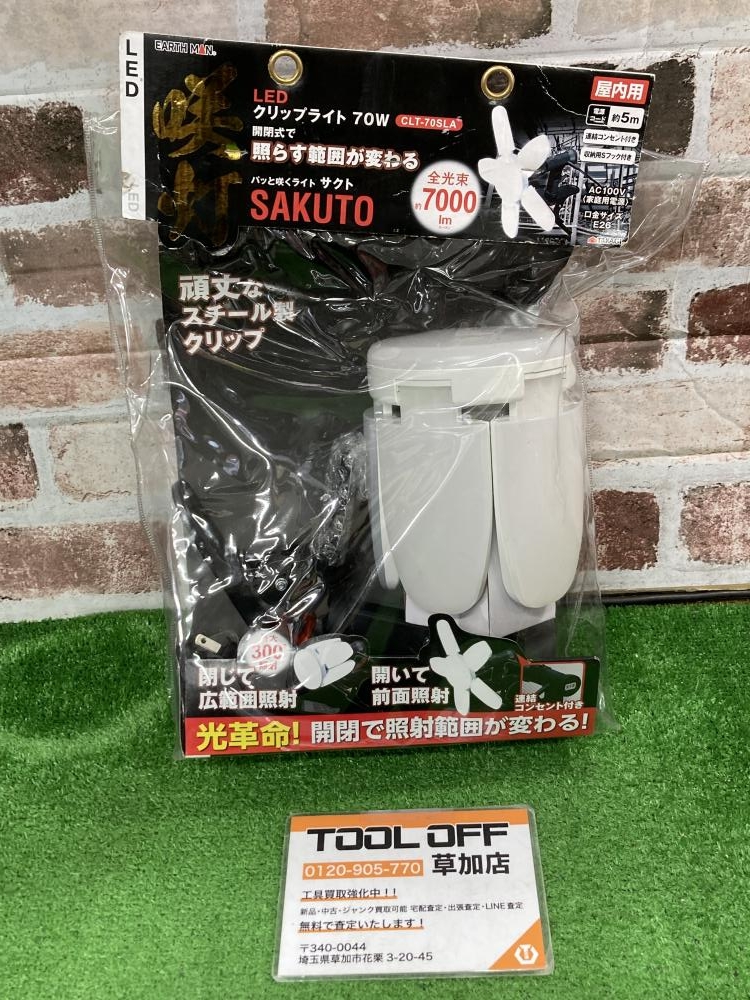 LED
EARTH MAN
咲灯
LED
クリップライト 70W CLT-70SLA
開閉式で
照らす範囲が変わる
パッと咲くライト サクト
SAKUTO
全光束
約7000
lm
屋内用
電源コード 約5m
連結コンセント付き
収納用Sフック付き
AC100V
(家庭用電源)
口金サイズ
E26
LED
頑丈な
スチール製
クリップ
300
閉じて
広範囲照射
開いて
前面照射
連結
コンセント付き
光革命! 開閉で照射範囲が変わる!
TOOL OFF
0120-905-770 草加店
工具買取強化中!!
新品・中古・ジャンク買取可能 宅配査定・出張査定・LINE査定
無料で査定いたします!
〒340-0044
埼玉県草加市花栗 3-20-45